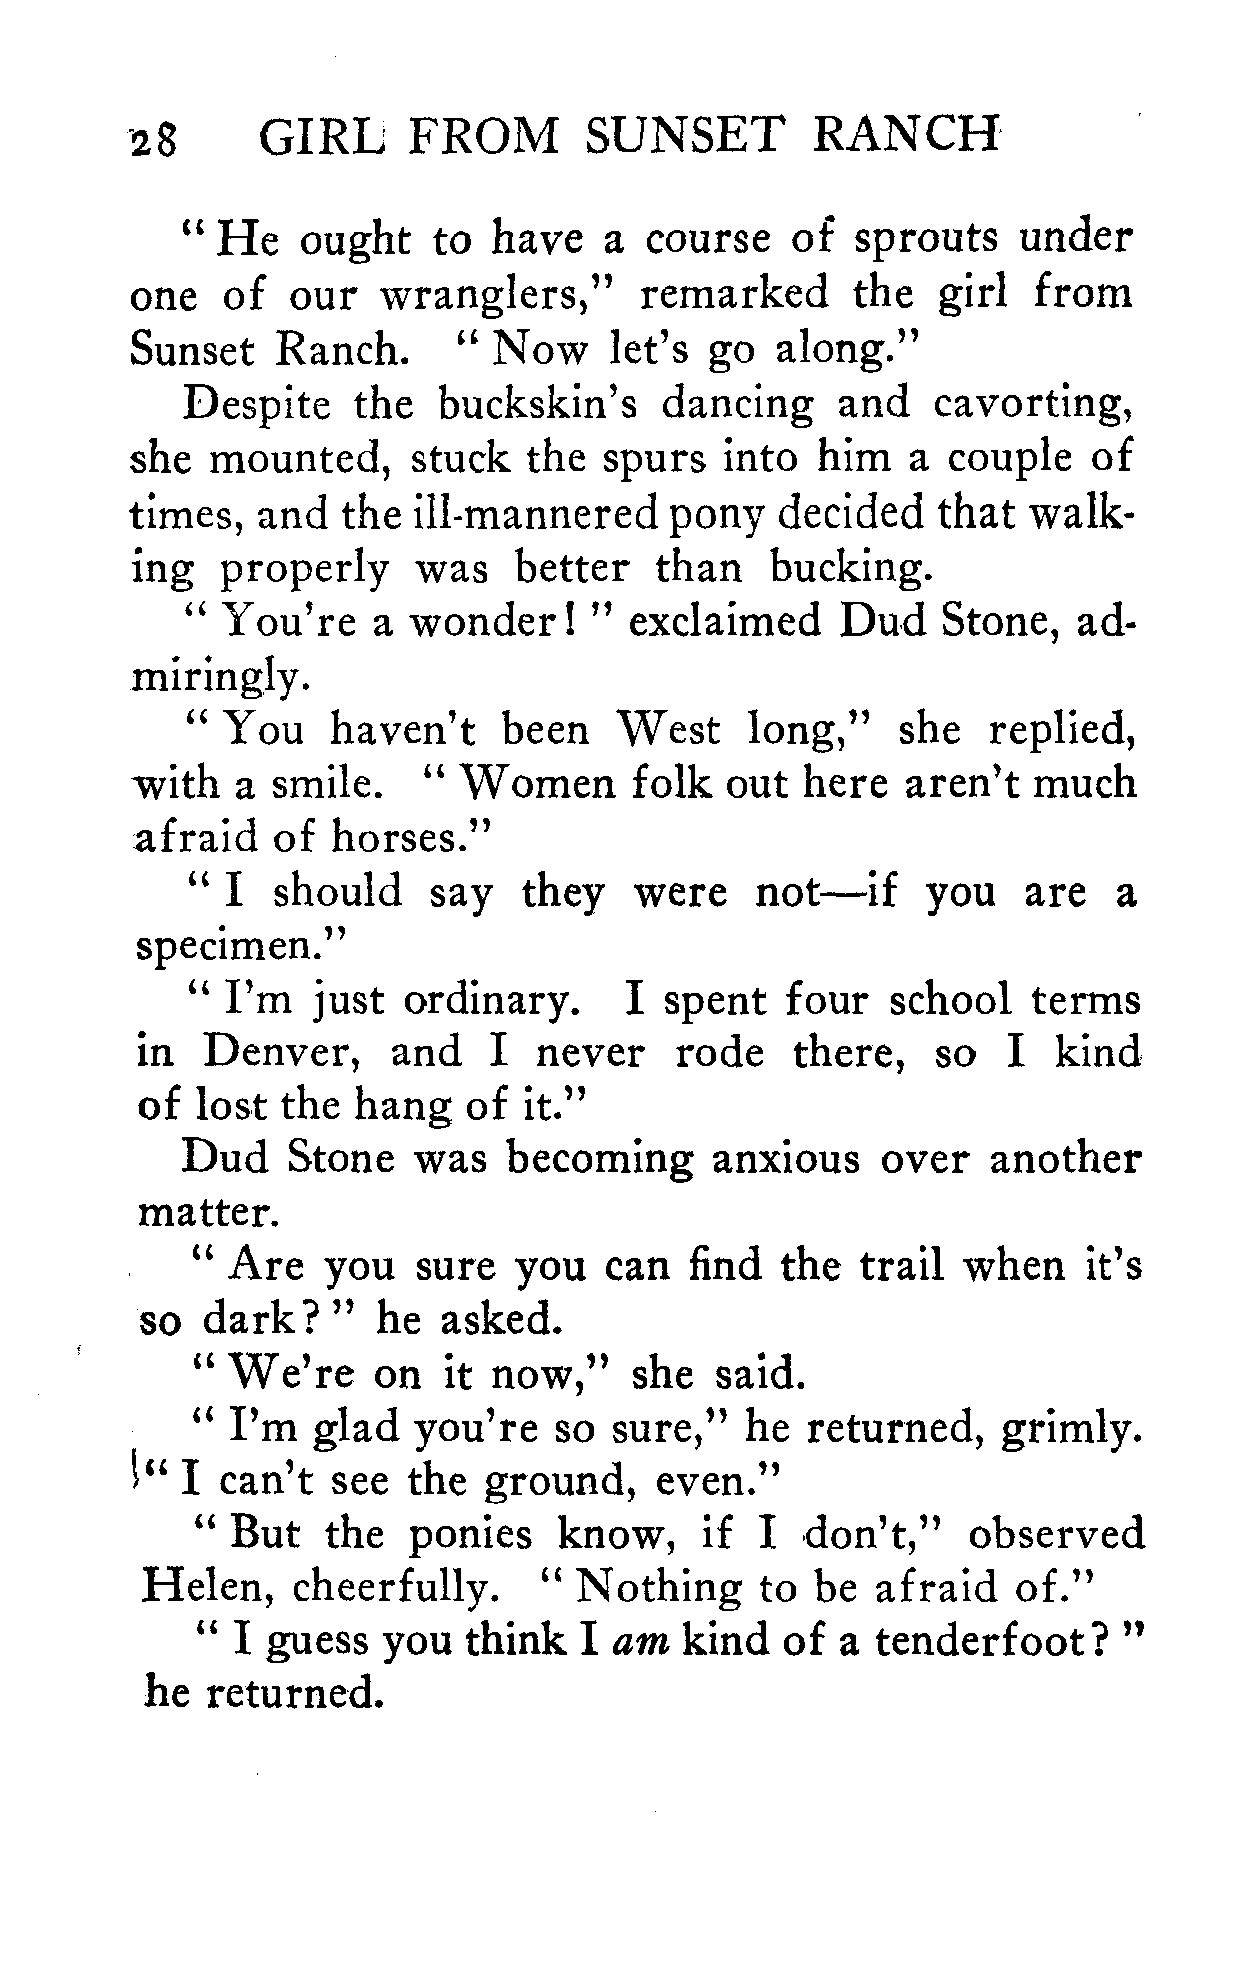 28 GIRL FROM SUNSET RANCH
" He ought to have a course of sprouts under
one of our wranglers," remarked the girl from
Sunset Ranch. " Now let's go along."
Despite the buckskin's dancing and cavorting,
she mounted, stuck the spurs into him a couple of
times, and the ill-mannered pony decided that walk-
ing properly was better than bucking.
" You're a wonder! " exclaimed Dud Stone, ad-
miringly.
" You haven't been West long," she replied,
with a smile. " Women folk out here aren't much
afraid of horses."
" I should say they were not—if you are a
specimen."
" I'm just ordinary. I spent four school terms
in Denver, and I never rode there, so I kind
of lost the hang of it."
Dud Stone was becoming anxious over another
matter.
" Are you sure you can find the trail when it's
so dark? " he asked.
" We're on it now," she said.
" I'm glad you're so sure," he returned, grimly.
" I can't see the ground, even."
" But the ponies know, if I don't," observed
Helen, cheerfully. " Nothing to be afraid of."
" I guess you think I am kind of a tenderfoot? "
he returned.